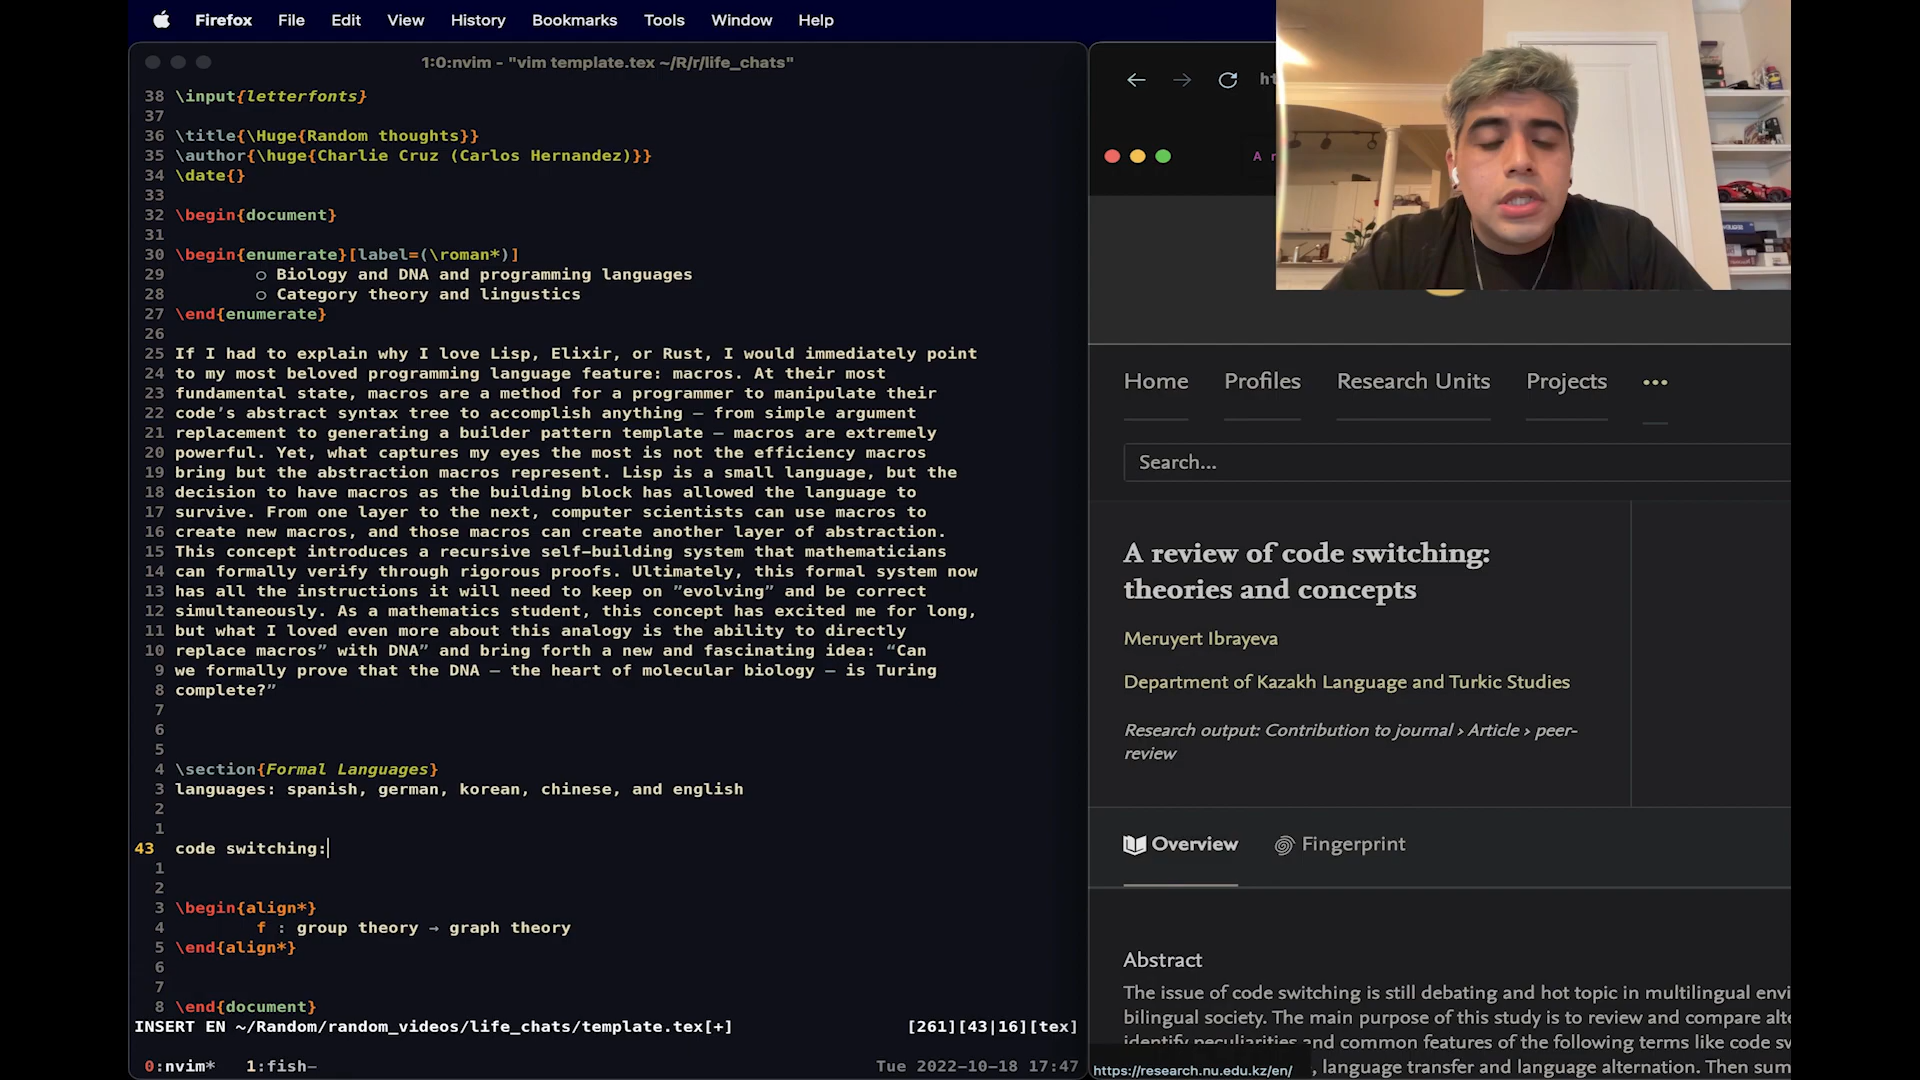 Firefox File Edit View History Bookmarks Tools Window Help
1:0:nvim - "vim template.tex ~/R/r/life_chats"
38 \input{letterfonts}
37
36 \title{\Huge{Random thoughts}}
35 \author{\huge{Charlie Cruz (Carlos Hernandez)}}
34 \date{}
33
32 \begin{document}
31
30 \begin{enumerate}[label=(\roman*)]
29 ○ Biology and DNA and programming languages
28 ○ Category theory and lingustics
27 \end{enumerate}
26
25 If I had to explain why I love Lisp, Elixir, or Rust, I would immediately point
24 to my most beloved programming language feature: macros. At their most
23 fundamental state, macros are a method for a programmer to manipulate their
22 code’s abstract syntax tree to accomplish anything – from simple argument
21 replacement to generating a builder pattern template – macros are extremely
20 powerful. Yet, what captures my eyes the most is not the efficiency macros
19 bring but the abstraction macros represent. Lisp is a small language, but the
18 decision to have macros as the building block has allowed the language to
17 survive. From one layer to the next, computer scientists can use macros to
16 create new macros, and those macros can create another layer of abstraction.
15 This concept introduces a recursive self-building system that mathematicians
14 can formally verify through rigorous proofs. Ultimately, this formal system now
13 has all the instructions it will need to keep on ”evolving” and be correct
12 simultaneously. As a mathematics student, this concept has excited me for long,
11 but what I loved even more about this analogy is the ability to directly
10 replace macros” with DNA” and bring forth a new and fascinating idea: “Can
9 we formally prove that the DNA – the heart of molecular biology – is Turing
8 complete?”
7
6
5
4 \section{Formal Languages}
3 languages: spanish, german, korean, chinese, and english
2
1
43 code switching:
1
2
3 \begin{align*}
4 f : group theory → graph theory
5 \end{align*}
6
7
8 \end{document}
INSERT EN ~/Random/random_videos/life_chats/template.tex[+] [261][43|16][tex]
0:nvim* 1:fish- Tue 2022-10-18 17:47
Home Profiles Research Units Projects
Search...
A review of code switching:
theories and concepts
Meruyert Ibrayeva
Department of Kazakh Language and Turkic Studies
Research output: Contribution to journal › Article › peer-
review
Overview Fingerprint
Abstract
The issue of code switching is still debating and hot topic in multilingual envi
bilingual society. The main purpose of this study is to review and compare alte
identify peculiarities and common features of the following terms like code sv
https://research.nu.edu.kz/en/ , language transfer and language alternation. Then sum